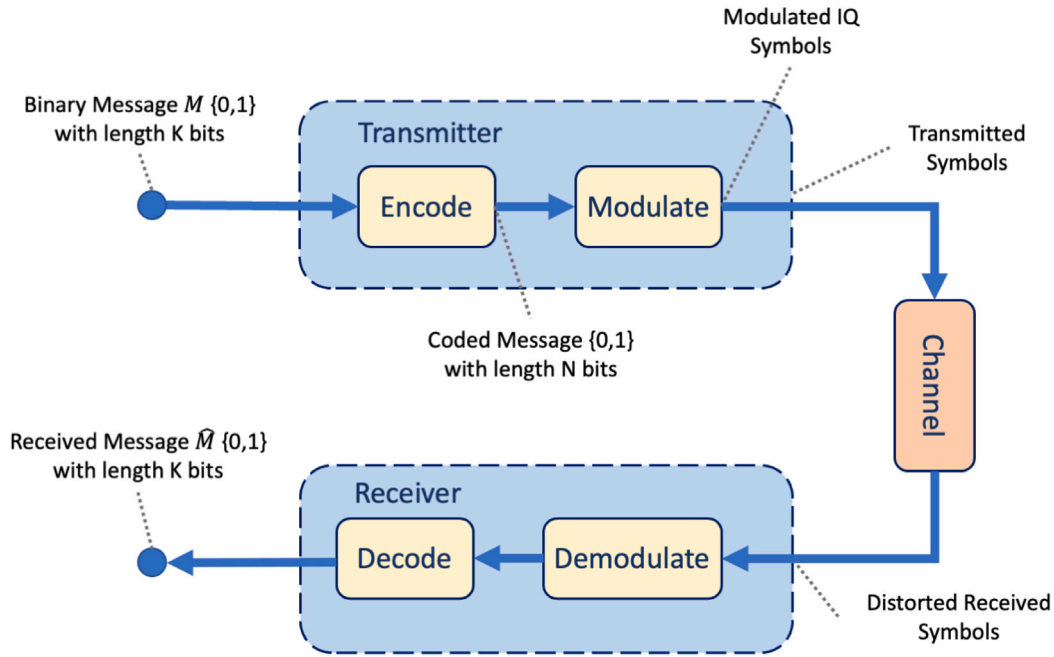 Modulated IQ
Symbols
Binary Message M {0,1}
with length K bits
Transmitter
Transmitted
Symbols
Encode
Modulate
Coded Message {0,1}
with length N bits
Channel
Received Message M̂ {0,1}
with length K bits
Receiver
Decode
Demodulate
Distorted Received
Symbols